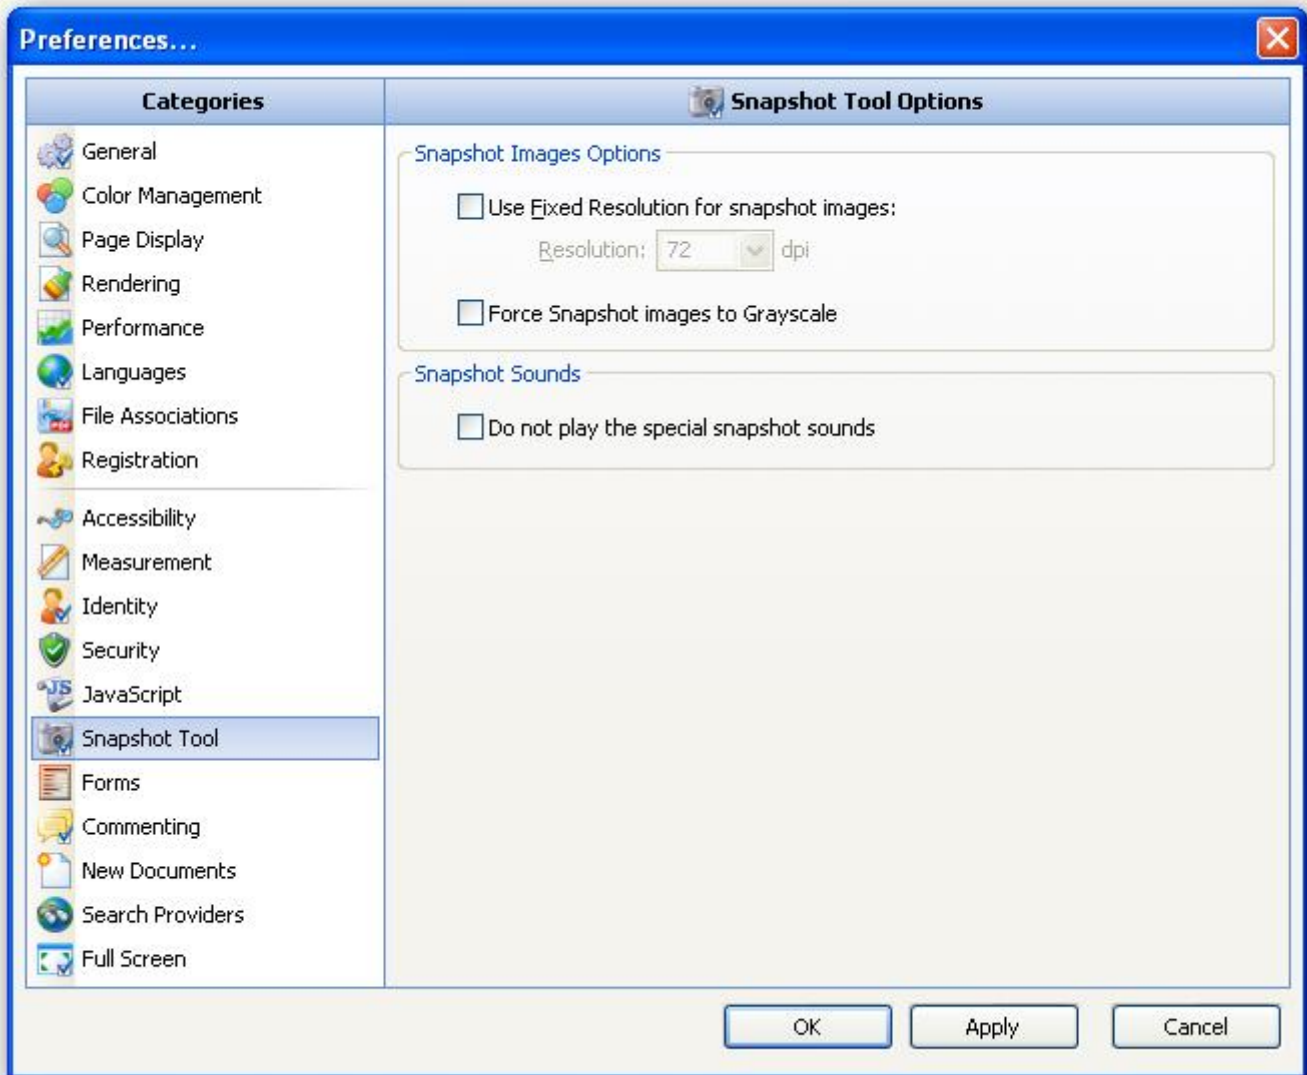 Preferences...
Categories
Snapshot Tool Options
General
Color Management
Page Display
Rendering
Performance
Languages
File Associations
Registration
Accessibility
Measurement
Identity
Security
JavaScript
Snapshot Tool
Forms
Commenting
New Documents
Search Providers
Full Screen
Snapshot Images Options
Use Fixed Resolution for snapshot images:
Resolution: 72 dpi
Force Snapshot images to Grayscale
Snapshot Sounds
Do not play the special snapshot sounds
OK Apply Cancel